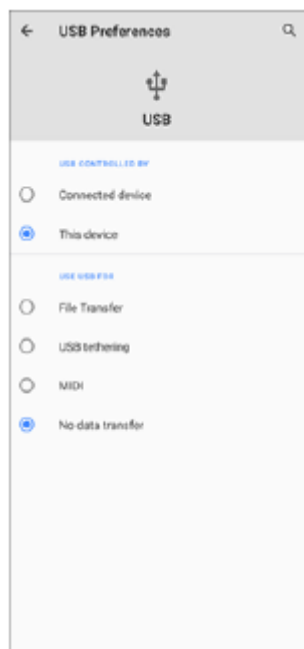 USB Preferences
USB
USB CONTROLLED BY
Connected device
This device
USE USB FOR
File Transfer
USB tethering
MIDI
No data transfer